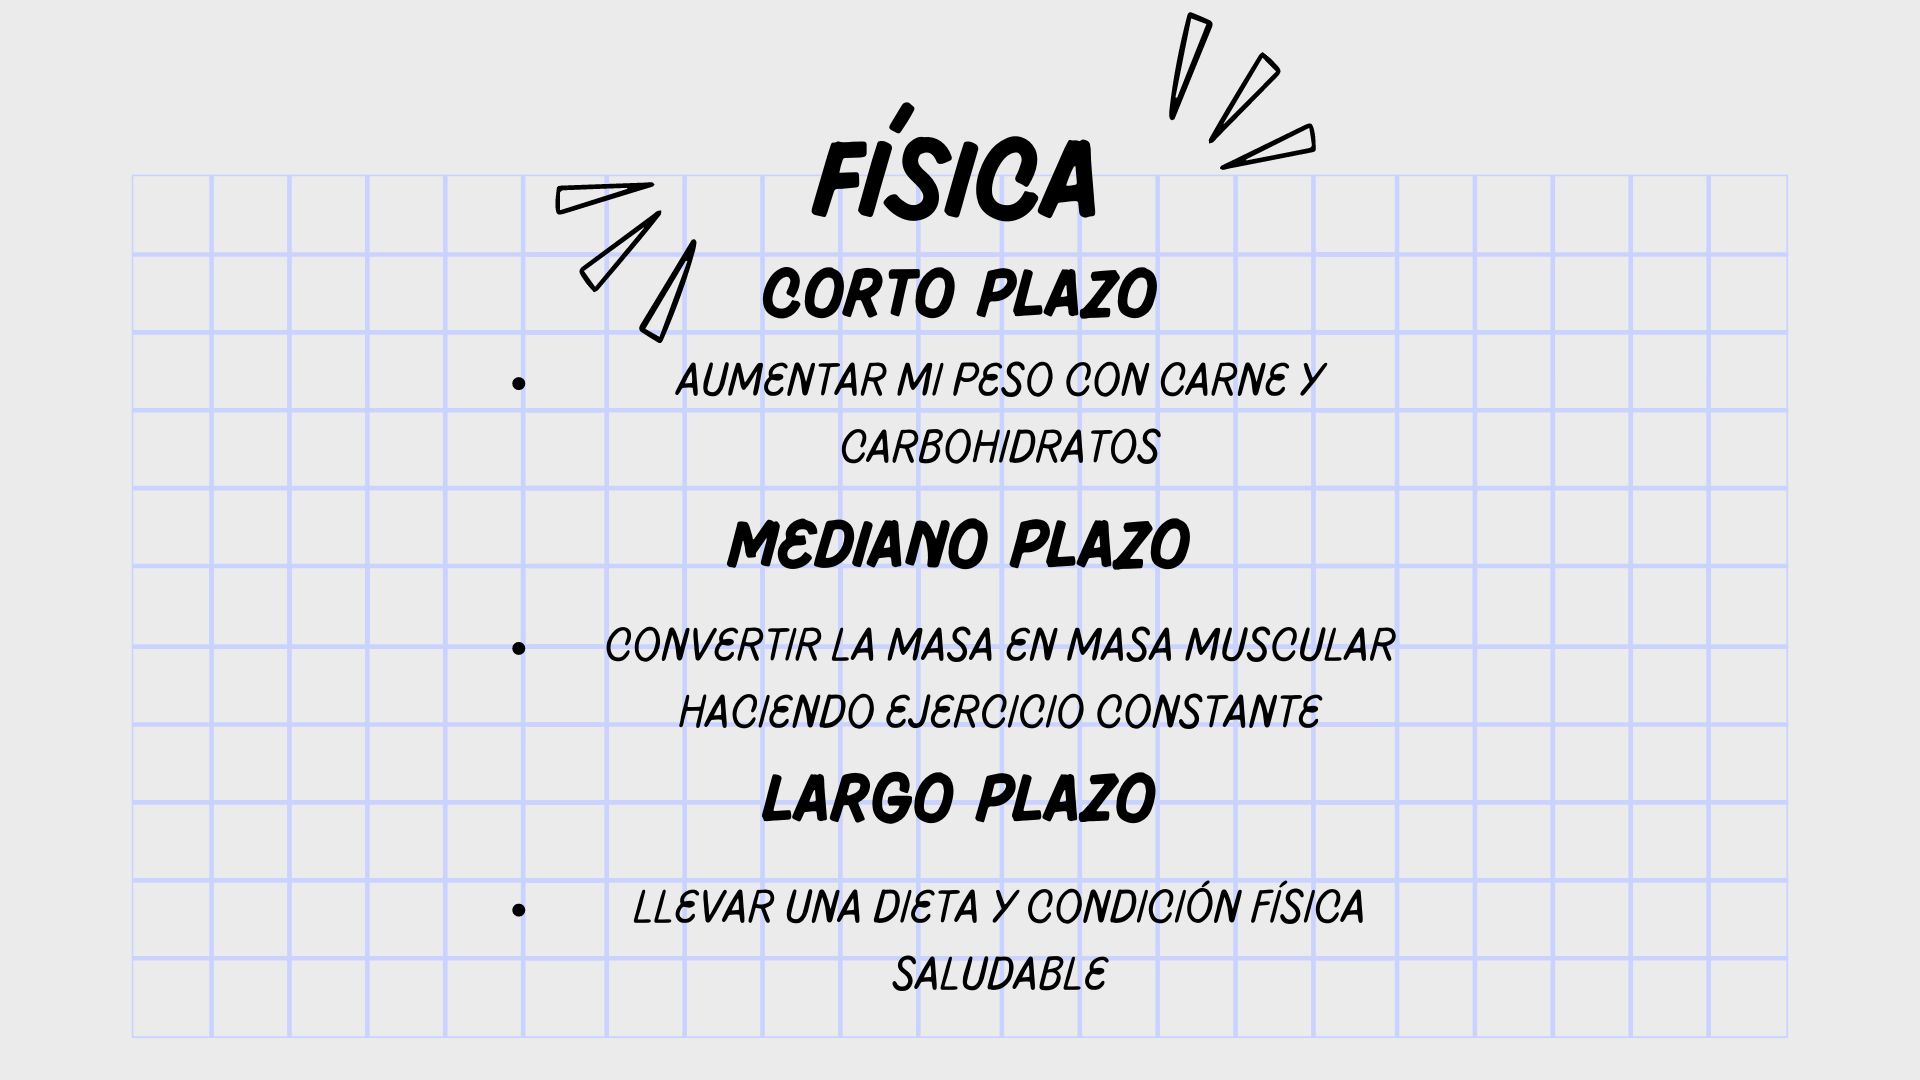 FÍSICA
CORTO PLAZO
• AUMENTAR MI PESO CON CARNE Y
CARBOHIDRATOS
MEDIANO PLAZO
• CONVERTIR LA MASA EN MASA MUSCULAR
HACIENDO EJERCICIO CONSTANTE
LARGO PLAZO
• LLEVAR UNA DIETA Y CONDICIÓN FÍSICA
SALUDABLE